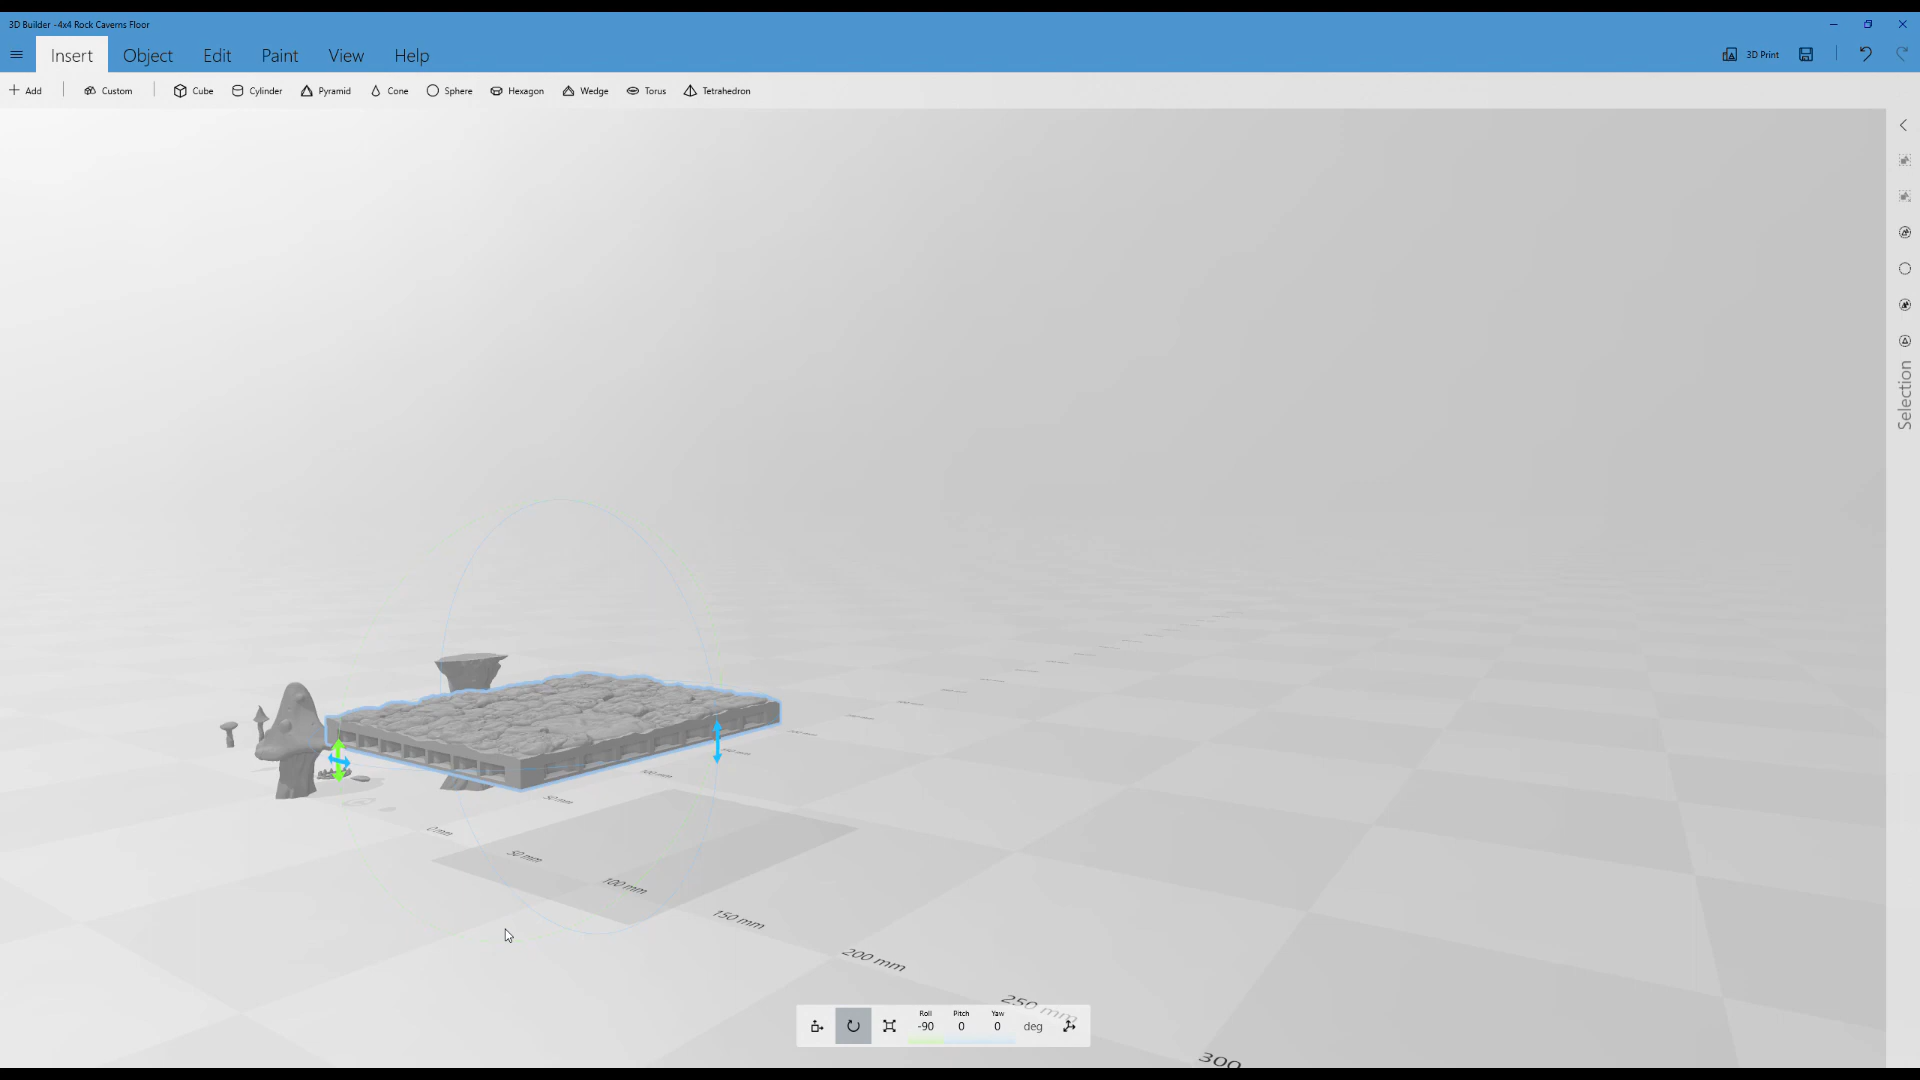 3D Builder - 4x4 Rock Caverns Floor
Insert Object Edit Paint View Help
3D Print
Add Custom Cube Cylinder Pyramid Cone Sphere Hexagon Wedge Torus Tetrahedron
Selection
0 mm
50 mm
50 mm
100 mm
150 mm
200 mm
250 mm
300
Roll Pitch Yaw
-90 0 0 deg